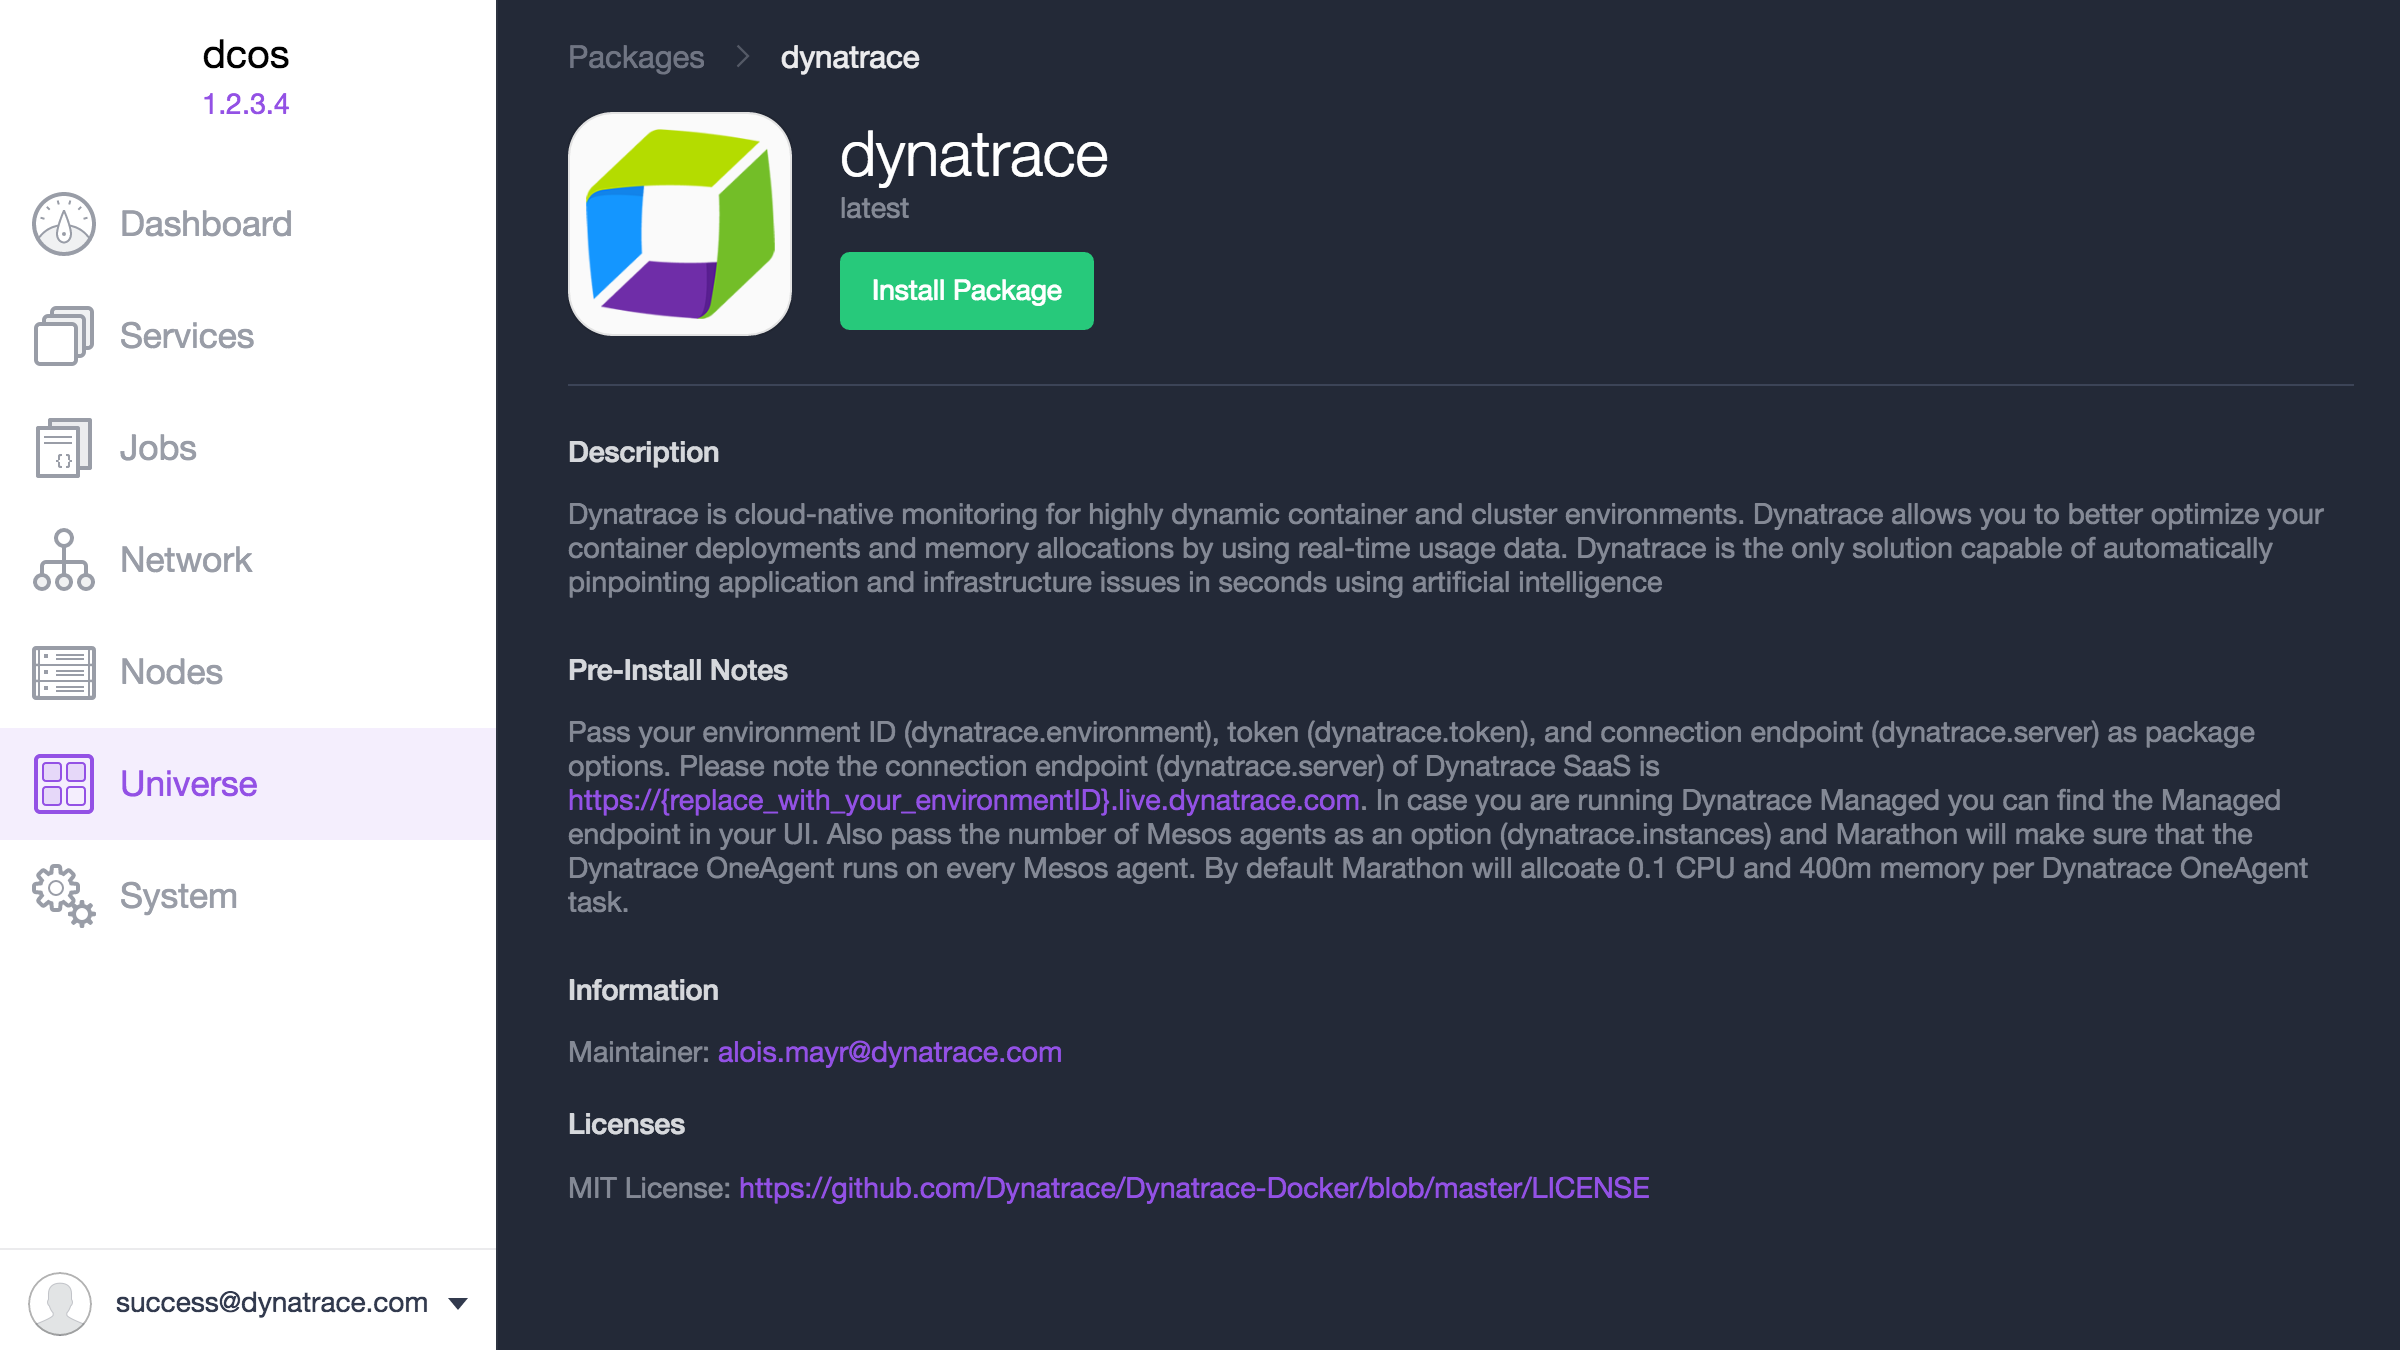 dcos
1.2.3.4
Dashboard
Services
Jobs
Network
Nodes
Universe
System
success@dynatrace.com
Packages > dynatrace
dynatrace
latest
Install Package
Description
Dynatrace is cloud-native monitoring for highly dynamic container and cluster environments. Dynatrace allows you to better optimize your
container deployments and memory allocations by using real-time usage data. Dynatrace is the only solution capable of automatically
pinpointing application and infrastructure issues in seconds using artificial intelligence
Pre-Install Notes
Pass your environment ID (dynatrace.environment), token (dynatrace.token), and connection endpoint (dynatrace.server) as package
options. Please note the connection endpoint (dynatrace.server) of Dynatrace SaaS is
https://{replace_with_your_environmentID}.live.dynatrace.com. In case you are running Dynatrace Managed you can find the Managed
endpoint in your UI. Also pass the number of Mesos agents as an option (dynatrace.instances) and Marathon will make sure that the
Dynatrace OneAgent runs on every Mesos agent. By default Marathon will allcoate 0.1 CPU and 400m memory per Dynatrace OneAgent
task.
Information
Maintainer: alois.mayr@dynatrace.com
Licenses
MIT License: https://github.com/Dynatrace/Dynatrace-Docker/blob/master/LICENSE